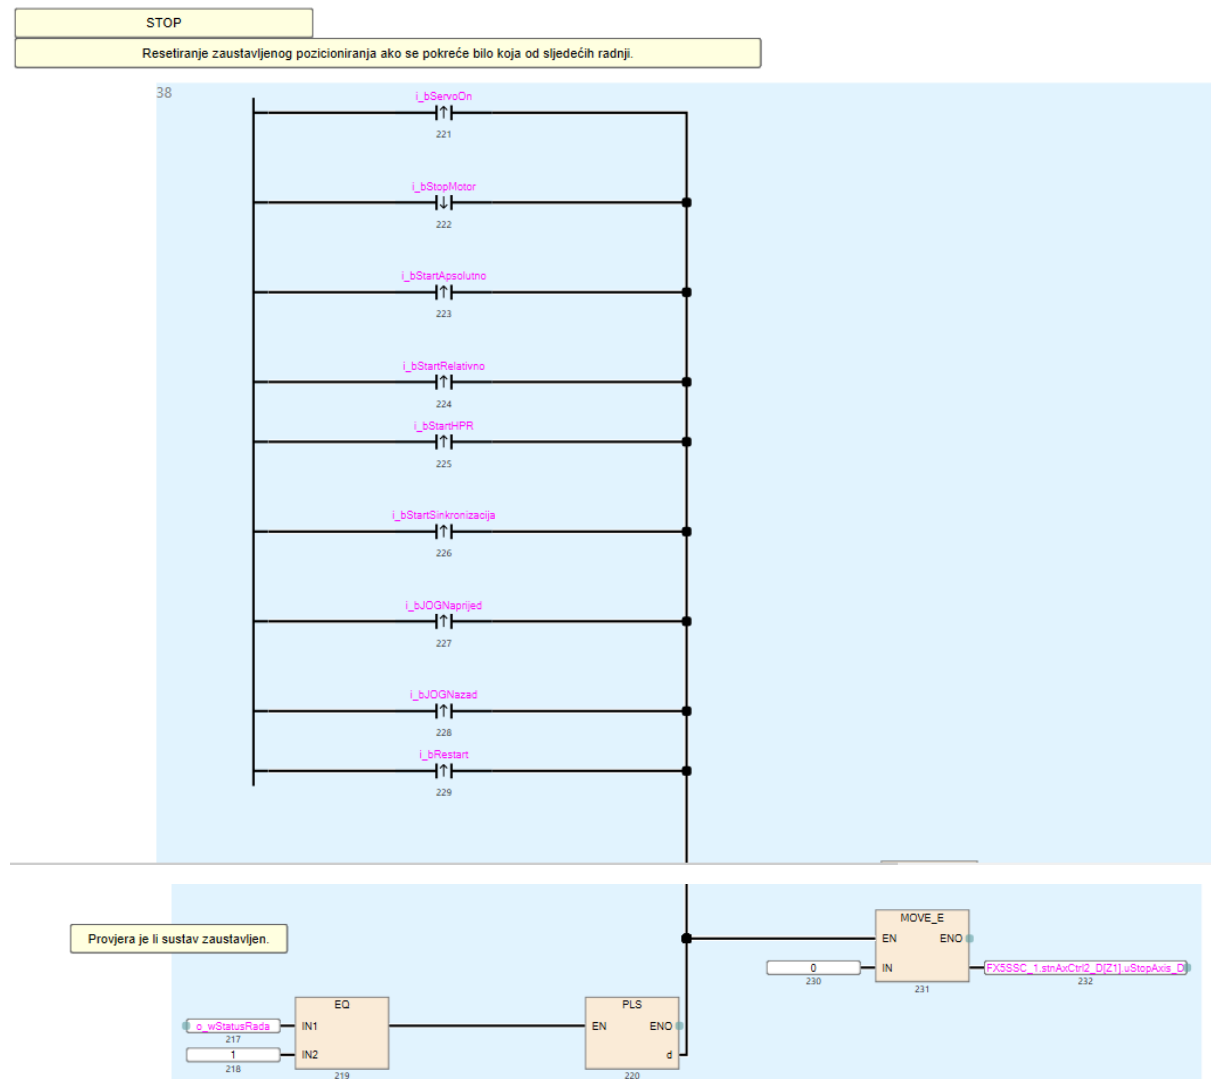 STOP
Resetiranje zaustavljenog pozicioniranja ako se pokreće bilo koja od sljedećih radnji.
38
i_bServoOn
221
i_bStopMotor
222
i_bStartApsolutno
223
i_bStartRelativno
224
i_bStartHPR
225
i_bStartSinkronizacija
226
i_bJOGNaprijed
227
i_bJOGNazad
228
i_bRestart
229
Provjera je li sustav zaustavljen.
MOVE_E
EN ENO
0 IN FX5SSC_1.stnAxCtrl2_D[Z1].uStopAxis_D
230 231 232
EQ PLS
o_wStatusRada IN1 EN ENO
217
1 IN2 d
218 219 220